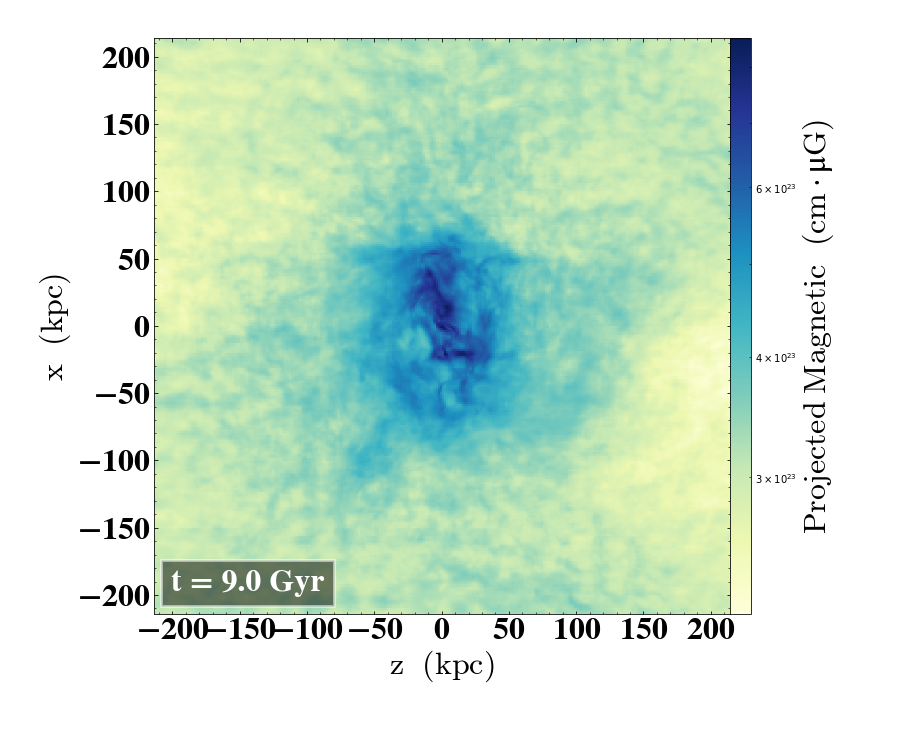 200
150
100
50
0
−50
−100
−150
−200
x (kpc)
t = 9.0 Gyr
−200 −150 −100 −50 0 50 100 150 200
z (kpc)
6 × 10²³
4 × 10²³
3 × 10²³
Projected Magnetic (cm · μG)